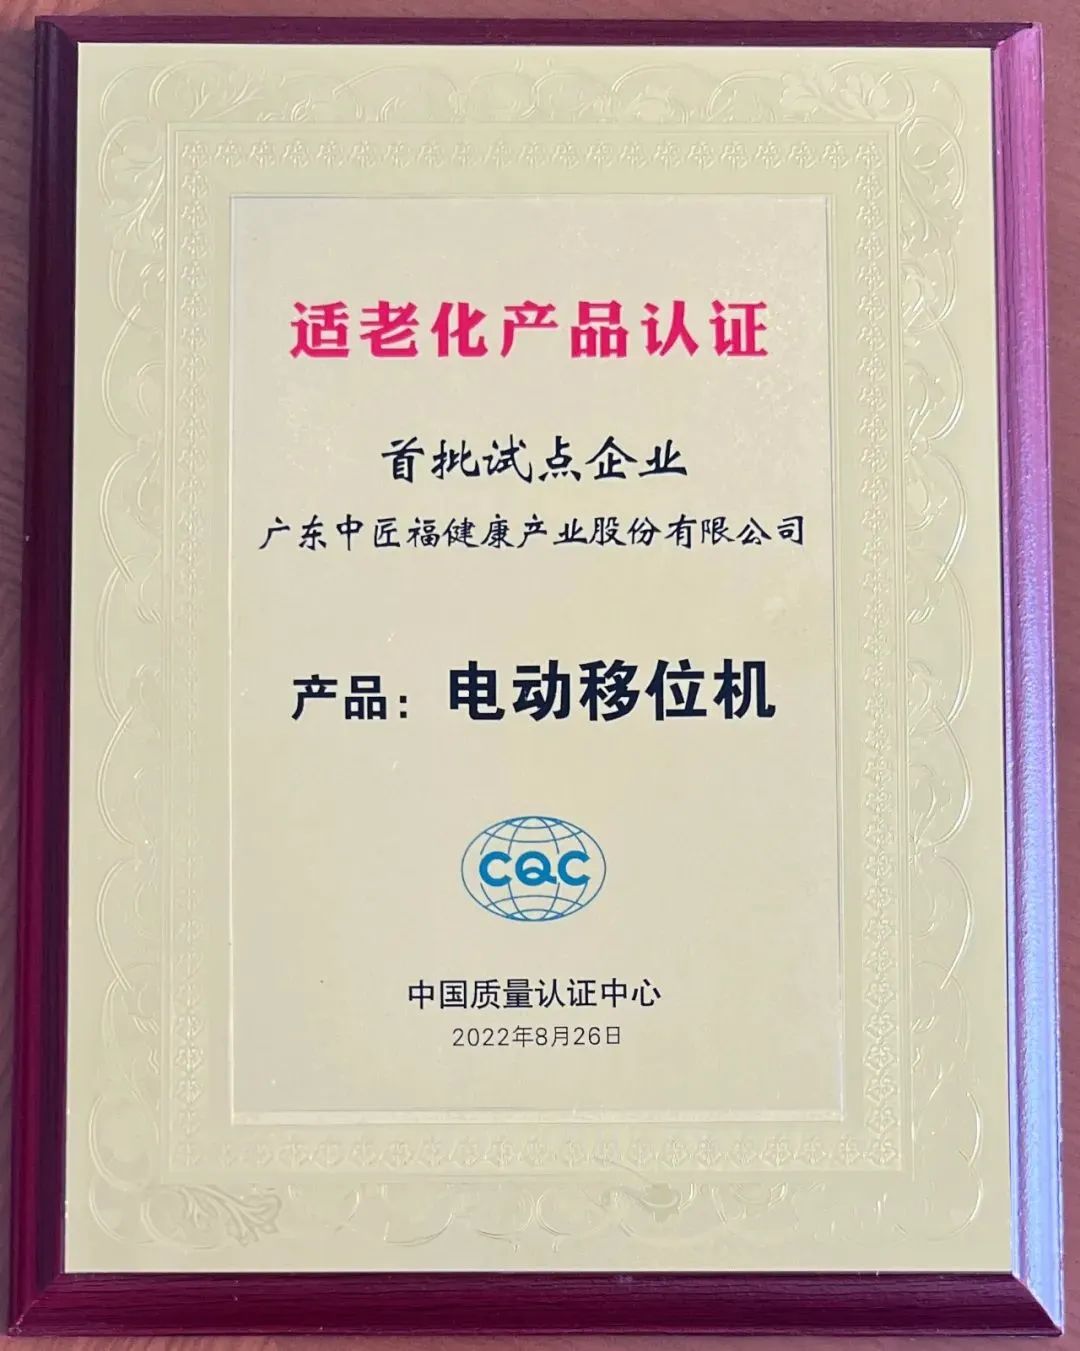 适老化产品认证
首批试点企业
广东中匠福健康产业股份有限公司
产品：电动移位机
CQC
中国质量认证中心
2022年8月26日